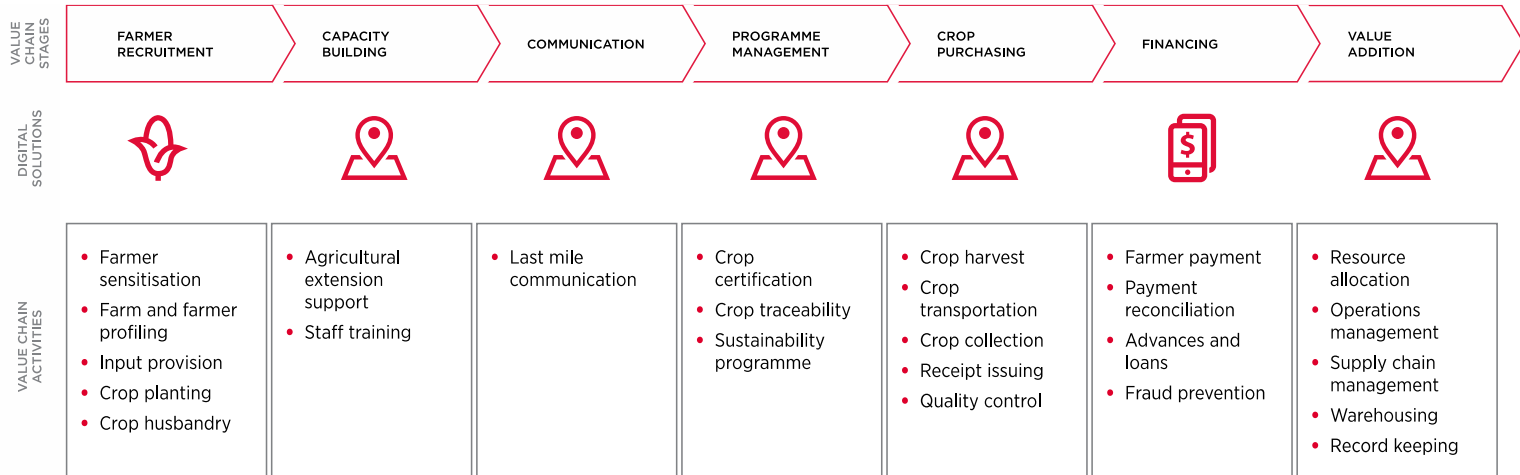 VALUE
CHAIN
STAGES
FARMER
RECRUITMENT
CAPACITY
BUILDING
COMMUNICATION
PROGRAMME
MANAGEMENT
CROP
PURCHASING
FINANCING
VALUE
ADDITION
DIGITAL
SOLUTIONS
$
VALUE CHAIN
ACTIVITIES
• Farmer
sensitisation
• Farm and farmer
profiling
• Input provision
• Crop planting
• Crop husbandry
• Agricultural
extension
support
• Staff training
• Last mile
communication
• Crop
certification
• Crop traceability
• Sustainability
programme
• Crop harvest
• Crop
transportation
• Crop collection
• Receipt issuing
• Quality control
• Farmer payment
• Payment
reconciliation
• Advances and
loans
• Fraud prevention
• Resource
allocation
• Operations
management
• Supply chain
management
• Warehousing
• Record keeping